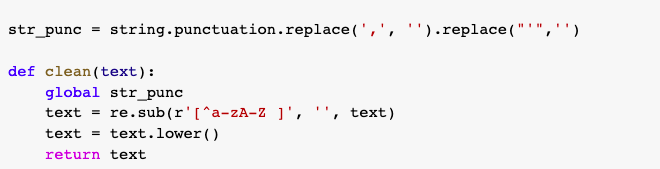 str_punc = string.punctuation.replace(',', '').replace("'",'')
def clean(text):
    global str_punc
    text = re.sub(r'[^a-zA-Z ]', '', text)
    text = text.lower()
    return text